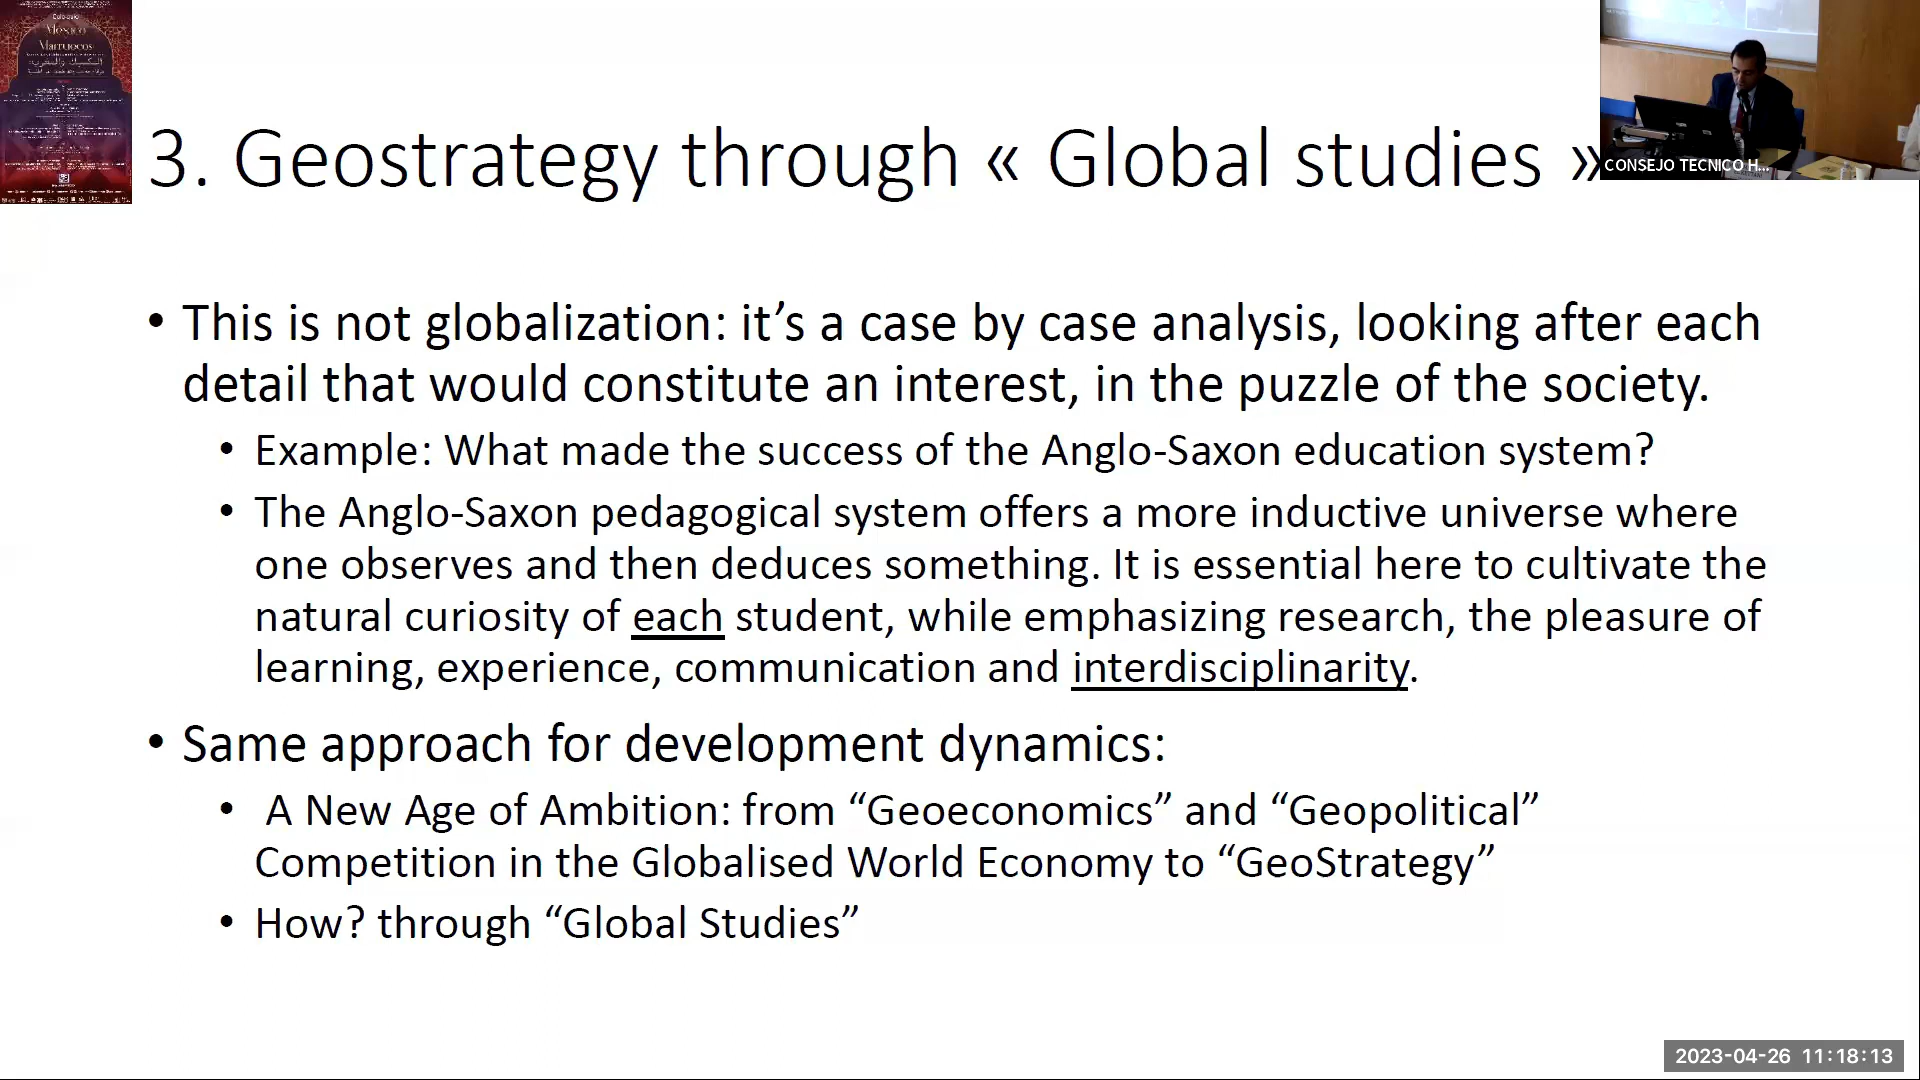 Coloquio
México
Marruecos
المكسيك والمغرب:
3. Geostrategy through « Global studies »
CONSEJO TECNICO H...
• This is not globalization: it’s a case by case analysis, looking after each
detail that would constitute an interest, in the puzzle of the society.
• Example: What made the success of the Anglo-Saxon education system?
• The Anglo-Saxon pedagogical system offers a more inductive universe where
one observes and then deduces something. It is essential here to cultivate the
natural curiosity of each student, while emphasizing research, the pleasure of
learning, experience, communication and interdisciplinarity.
• Same approach for development dynamics:
• A New Age of Ambition: from “Geoeconomics” and “Geopolitical”
Competition in the Globalised World Economy to “GeoStrategy”
• How? through “Global Studies”
2023-04-26 11:18:13